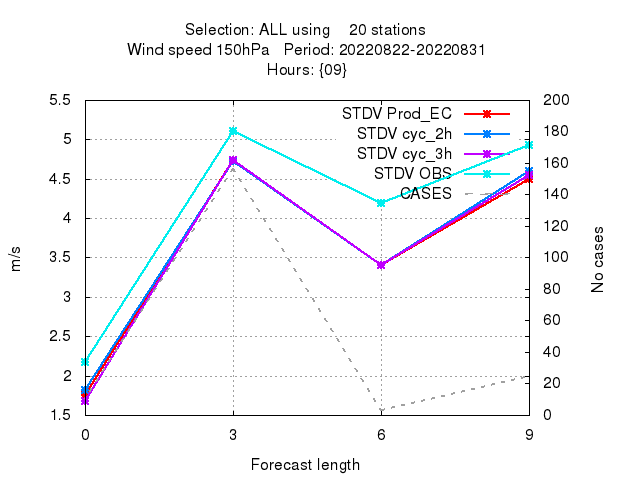 Selection: ALL using    20 stations
Wind speed 150hPa   Period: 20220822-20220831
Hours: {09}
5.5
5
4.5
4
3.5
3
2.5
2
1.5
m/s
STDV Prod_EC
STDV cyc_2h
STDV cyc_3h
STDV OBS
CASES
200
180
160
140
120
100
80
60
40
20
0
No cases
0 3 6 9
Forecast length